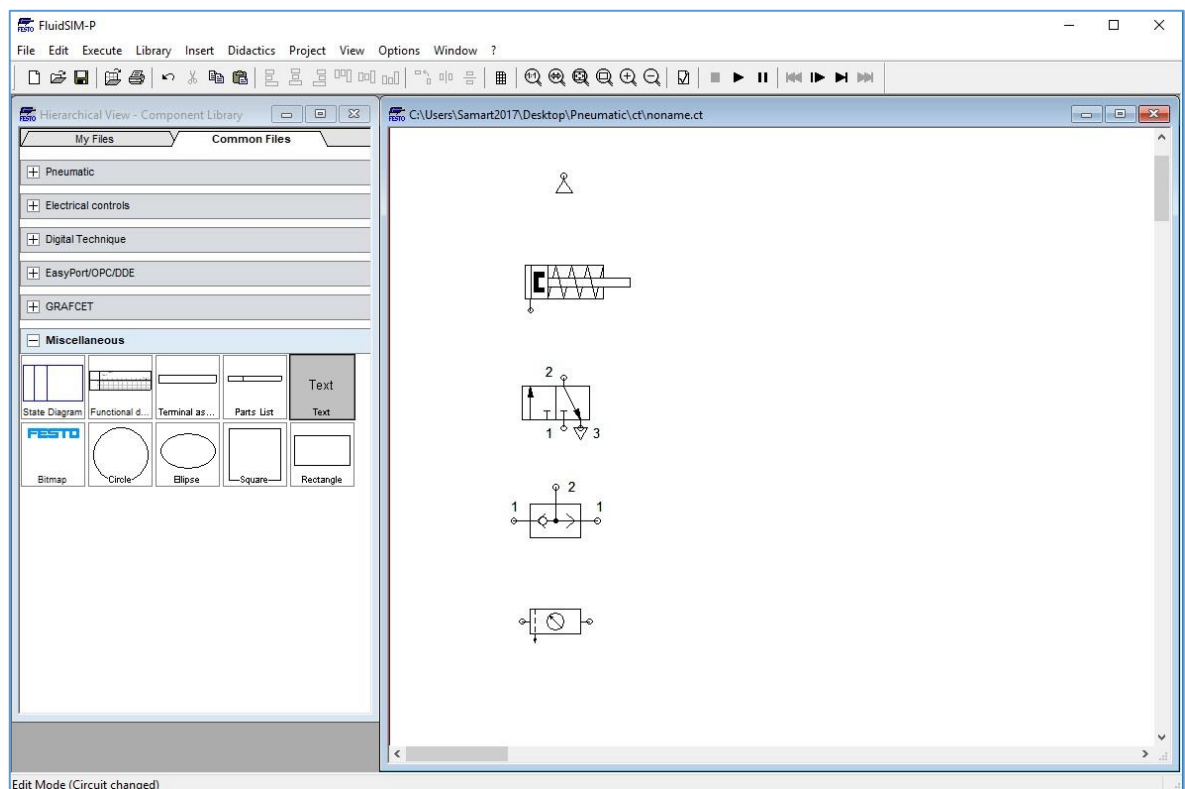 FluidSIM-P
File Edit Execute Library Insert Didactics Project View Options Window ?
Hierarchical View - Component Library
My Files Common Files
Pneumatic
Electrical controls
Digital Technique
EasyPort/OPC/DDE
GRAFCET
Miscellaneous
State Diagram Functional d... Terminal as... Parts List Text Text
FESTO
Bitmap Circle Ellipse Square Rectangle
C:\Users\Samart2017\Desktop\Pneumatic\ct\noname.ct
2
1 3
2
1 1
Edit Mode (Circuit changed)